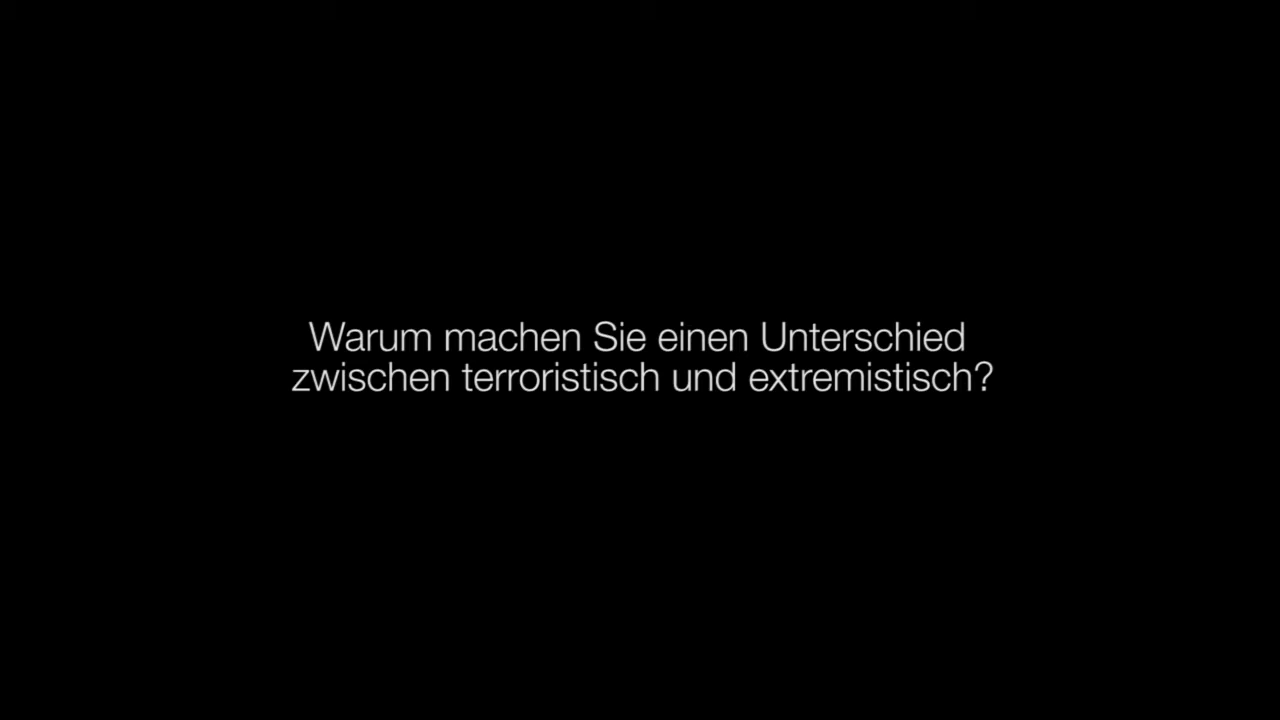 Warum machen Sie einen Unterschied
zwischen terroristisch und extremistisch?